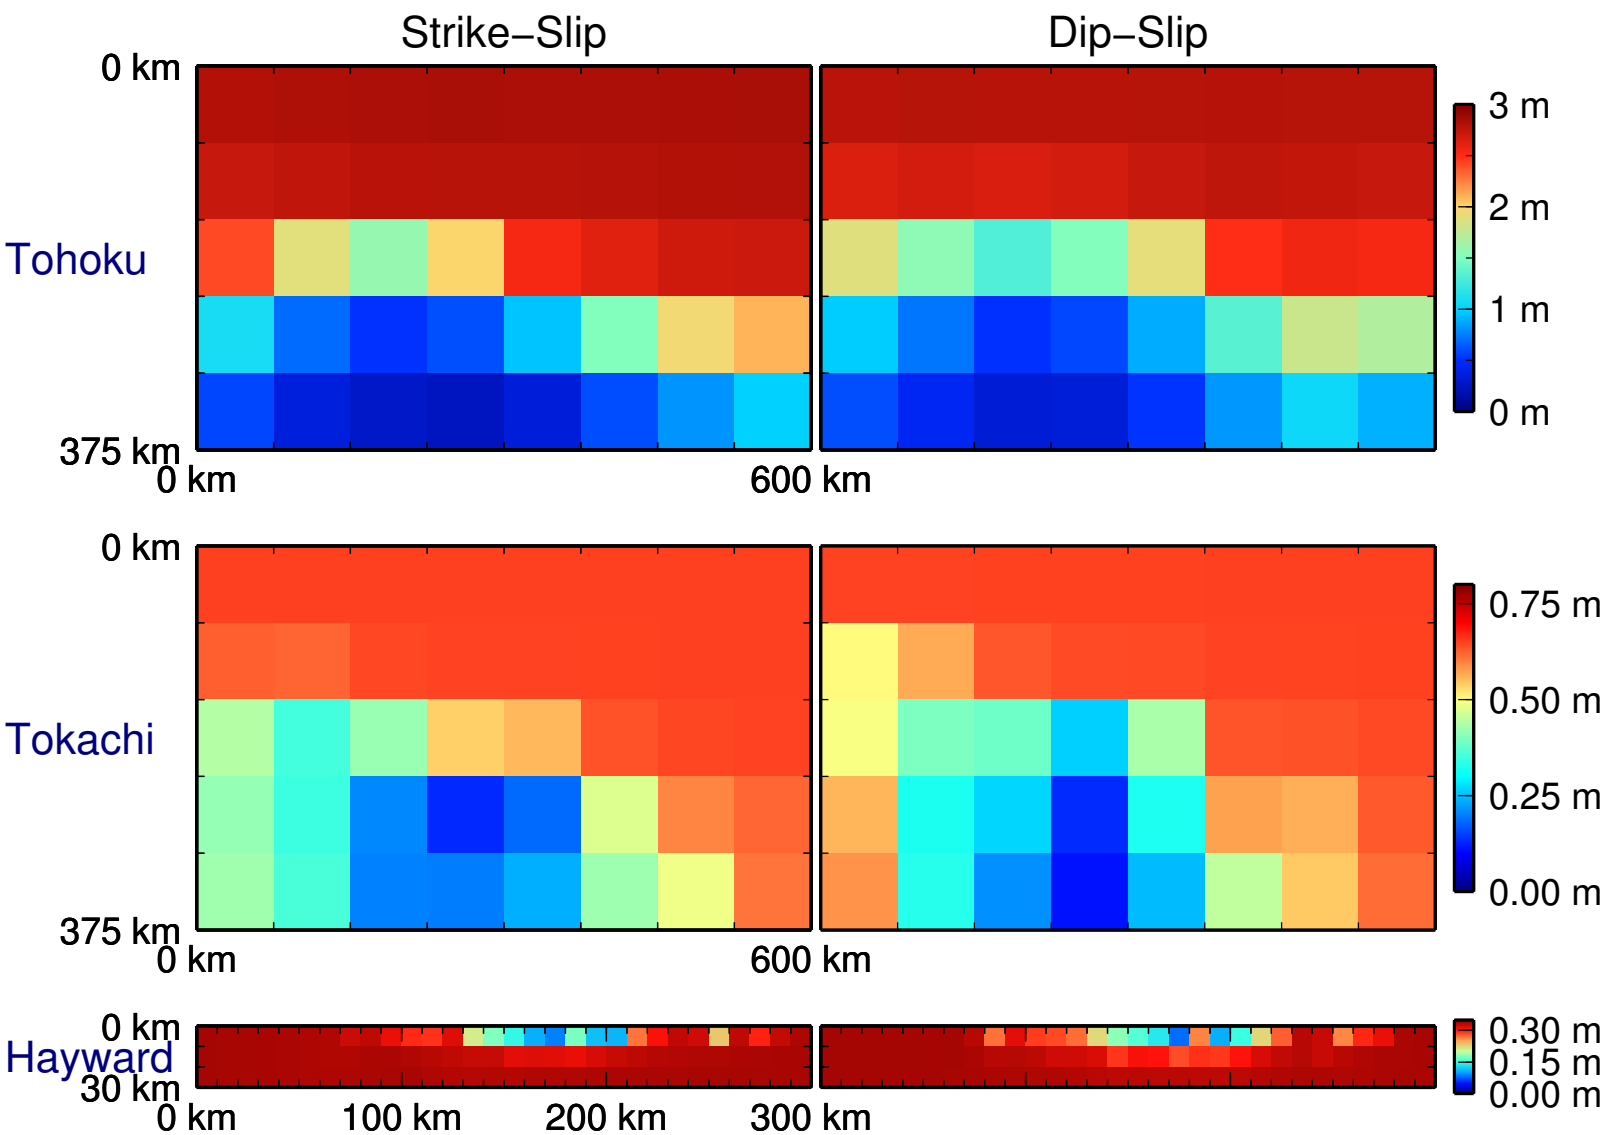 Strike–Slip Dip–Slip
0 km
3 m
2 m
Tohoku
1 m
0 m
375 km
0 km 600 km
0 km
0.75 m
0.50 m
Tokachi
0.25 m
0.00 m
375 km
0 km 600 km
0 km
0.30 m
Hayward
0.15 m
30 km
0.00 m
0 km 100 km 200 km 300 km